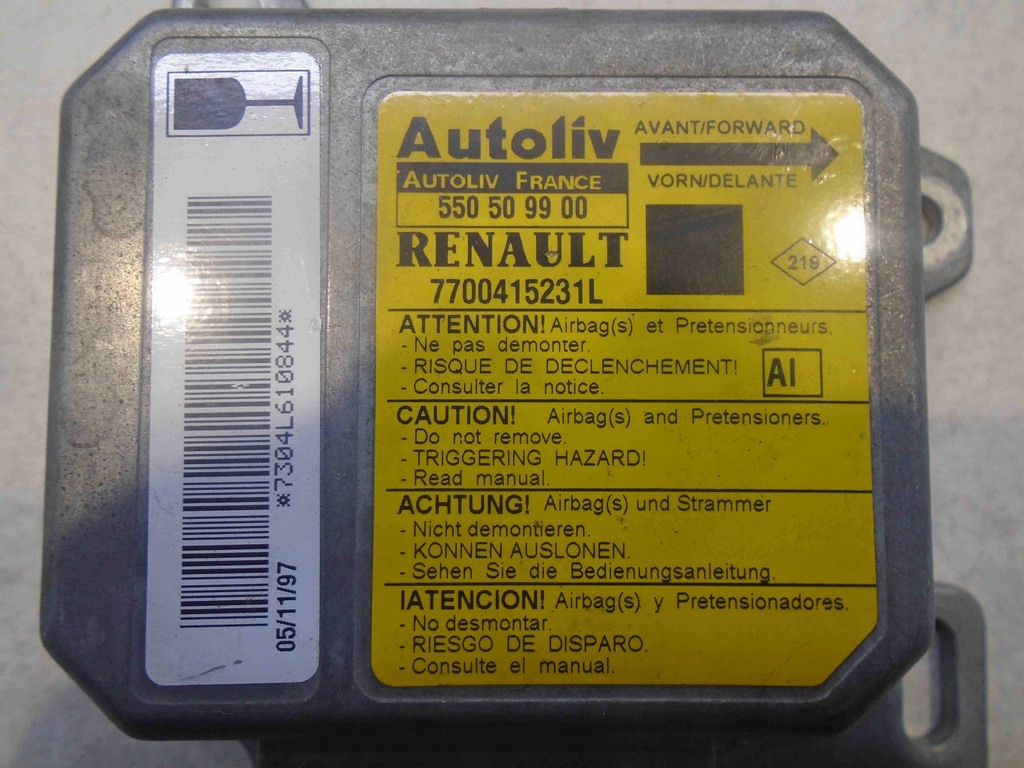 Autoliv
AUTOLIV FRANCE
550 50 99 00
RENAULT
7700415231L
AVANT/FORWARD
VORN/DELANTE
219
ATTENTION! Airbag(s) et Pretensionneurs.
- Ne pas demonter.
- RISQUE DE DECLENCHEMENT!
- Consulter la notice.
AI
CAUTION! Airbag(s) and Pretensioners.
- Do not remove.
- TRIGGERING HAZARD!
- Read manual.
ACHTUNG! Airbag(s) und Strammer
- Nicht demontieren.
- KONNEN AUSLONEN.
- Sehen Sie die Bedienungsanleitung.
IATENCION! Airbag(s) y Pretensionadores.
- No desmontar.
- RIESGO DE DISPARO.
- Consulte el manual.
*7304L610844*
05/11/97